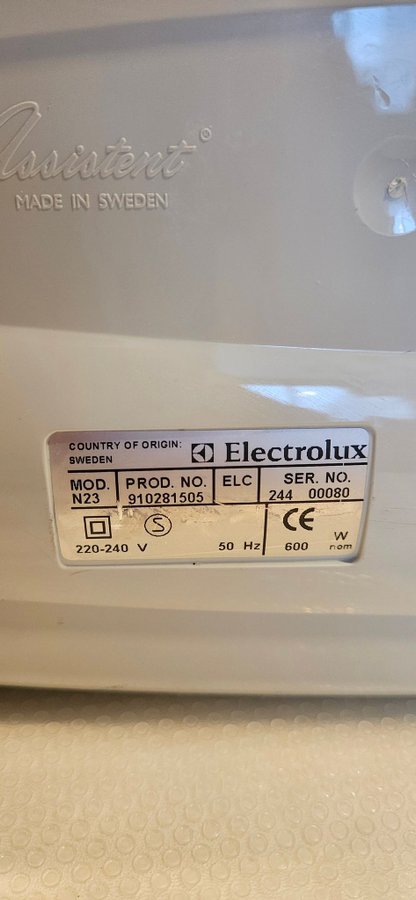 Assistent®
MADE IN SWEDEN
COUNTRY OF ORIGIN:
SWEDEN
Electrolux
MOD. PROD. NO. ELC SER. NO.
N23 910281505 244 00080
S CE W
220-240 V 50 Hz 600 nom